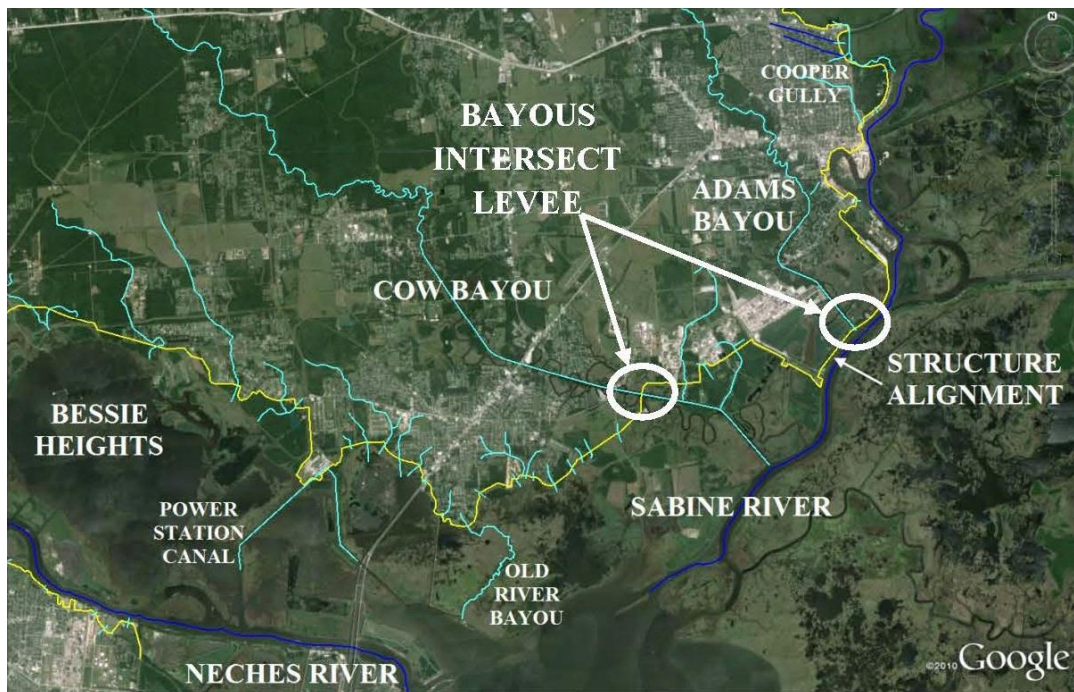 N
COOPER
GULLY
BAYOUS
INTERSECT
LEVEE
ADAMS
BAYOU
COW BAYOU
STRUCTURE
ALIGNMENT
BESSIE
HEIGHTS
POWER
STATION
CANAL
SABINE RIVER
OLD
RIVER
BAYOU
NECHES RIVER
©2010 Google